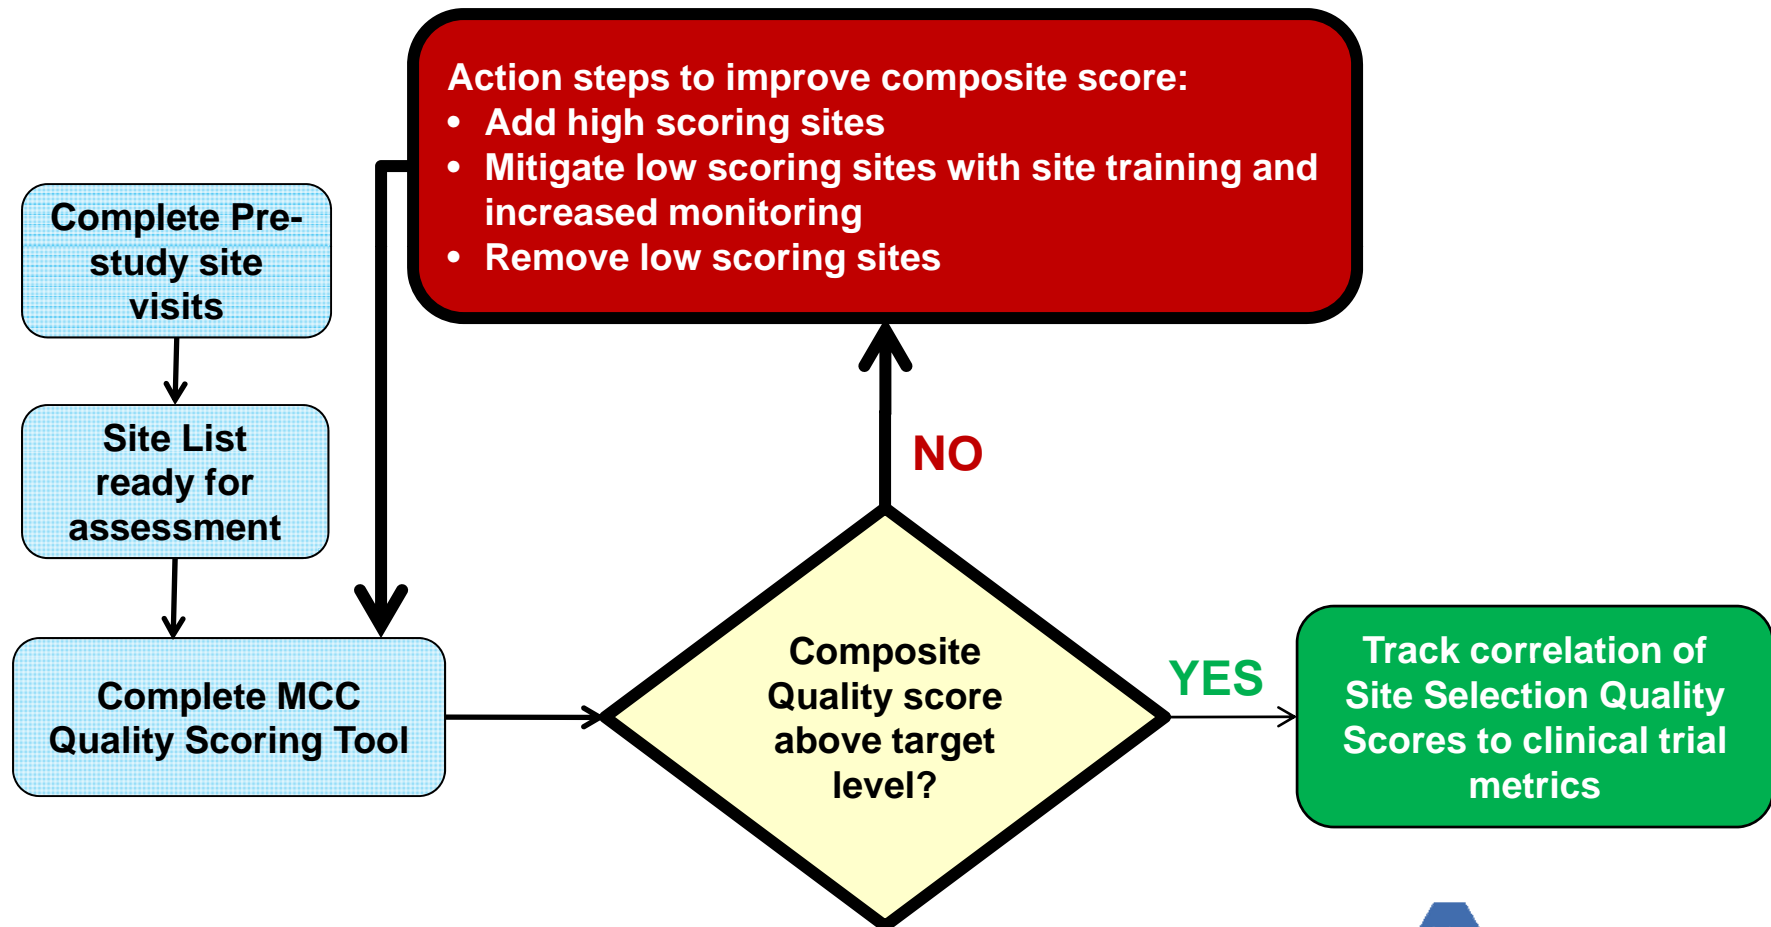 Action steps to improve composite score:
• Add high scoring sites
• Mitigate low scoring sites with site training and
increased monitoring
• Remove low scoring sites
Complete Pre-
study site
visits
Site List
ready for
assessment
Complete MCC
Quality Scoring Tool
NO
Composite
Quality score
above target
level?
YES
Track correlation of
Site Selection Quality
Scores to clinical trial
metrics